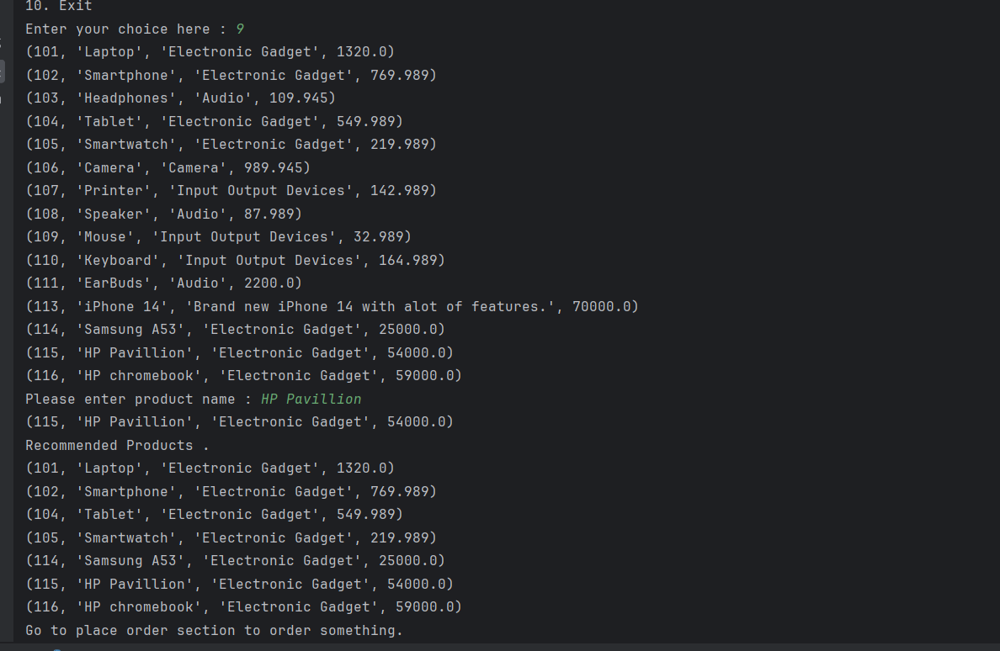 10. Exit
Enter your choice here : 9
(101, 'Laptop', 'Electronic Gadget', 1320.0)
(102, 'Smartphone', 'Electronic Gadget', 769.989)
(103, 'Headphones', 'Audio', 109.945)
(104, 'Tablet', 'Electronic Gadget', 549.989)
(105, 'Smartwatch', 'Electronic Gadget', 219.989)
(106, 'Camera', 'Camera', 989.945)
(107, 'Printer', 'Input Output Devices', 142.989)
(108, 'Speaker', 'Audio', 87.989)
(109, 'Mouse', 'Input Output Devices', 32.989)
(110, 'Keyboard', 'Input Output Devices', 164.989)
(111, 'EarBuds', 'Audio', 2200.0)
(113, 'iPhone 14', 'Brand new iPhone 14 with alot of features.', 70000.0)
(114, 'Samsung A53', 'Electronic Gadget', 25000.0)
(115, 'HP Pavillion', 'Electronic Gadget', 54000.0)
(116, 'HP chromebook', 'Electronic Gadget', 59000.0)
Please enter product name : HP Pavillion
(115, 'HP Pavillion', 'Electronic Gadget', 54000.0)
Recommended Products .
(101, 'Laptop', 'Electronic Gadget', 1320.0)
(102, 'Smartphone', 'Electronic Gadget', 769.989)
(104, 'Tablet', 'Electronic Gadget', 549.989)
(105, 'Smartwatch', 'Electronic Gadget', 219.989)
(114, 'Samsung A53', 'Electronic Gadget', 25000.0)
(115, 'HP Pavillion', 'Electronic Gadget', 54000.0)
(116, 'HP chromebook', 'Electronic Gadget', 59000.0)
Go to place order section to order something.